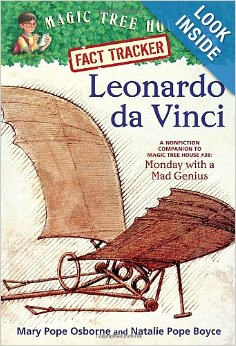 MAGIC TREE HO
LOOK INSIDE!
FACT TRACKER
Leonardo
da Vinci
A NONFICTION
COMPANION TO
MAGIC TREE HOUSE #38:
Monday with a
Mad Genius
Mary Pope Osborne and Natalie Pope Boyce